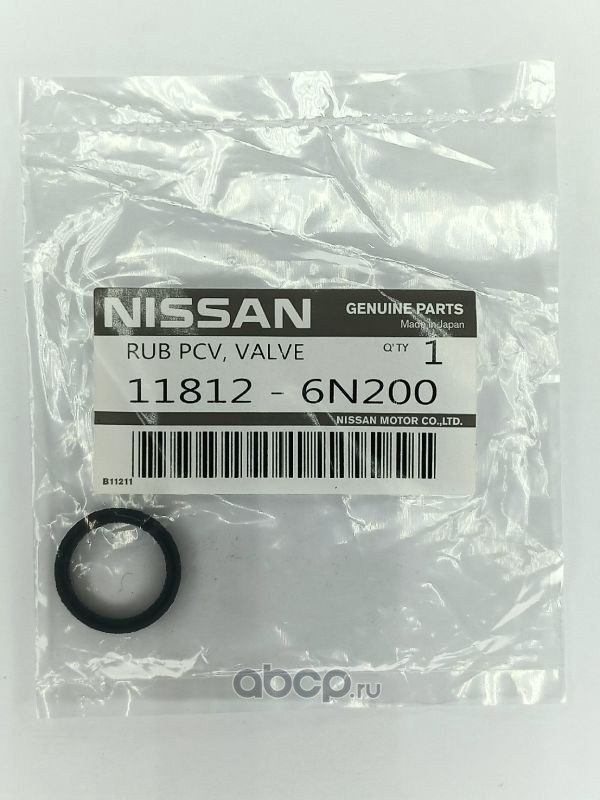 NISSAN GENUINE PARTS
Made in Japan
RUB PCV, VALVE Q'TY 1
11812 - 6N200
NISSAN MOTOR CO.,LTD.
B11211
abcp.ru